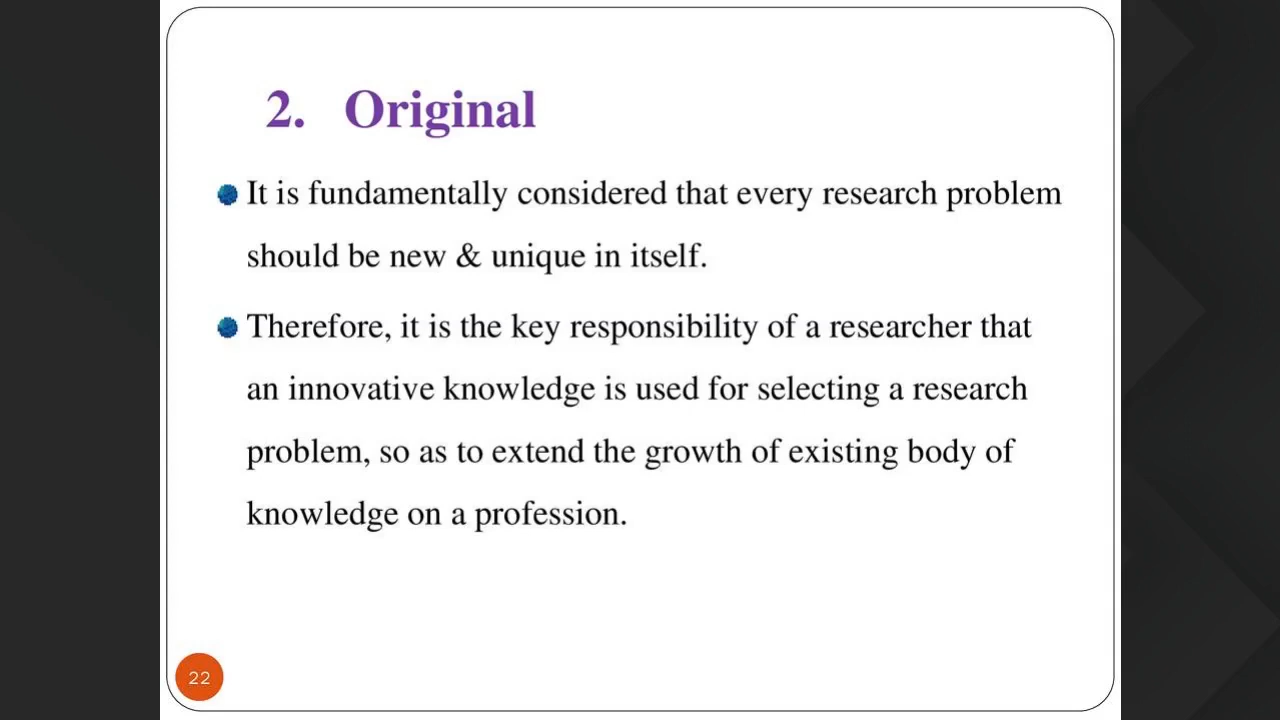 2. Original
It is fundamentally considered that every research problem
should be new & unique in itself.
Therefore, it is the key responsibility of a researcher that
an innovative knowledge is used for selecting a research
problem, so as to extend the growth of existing body of
knowledge on a profession.
22